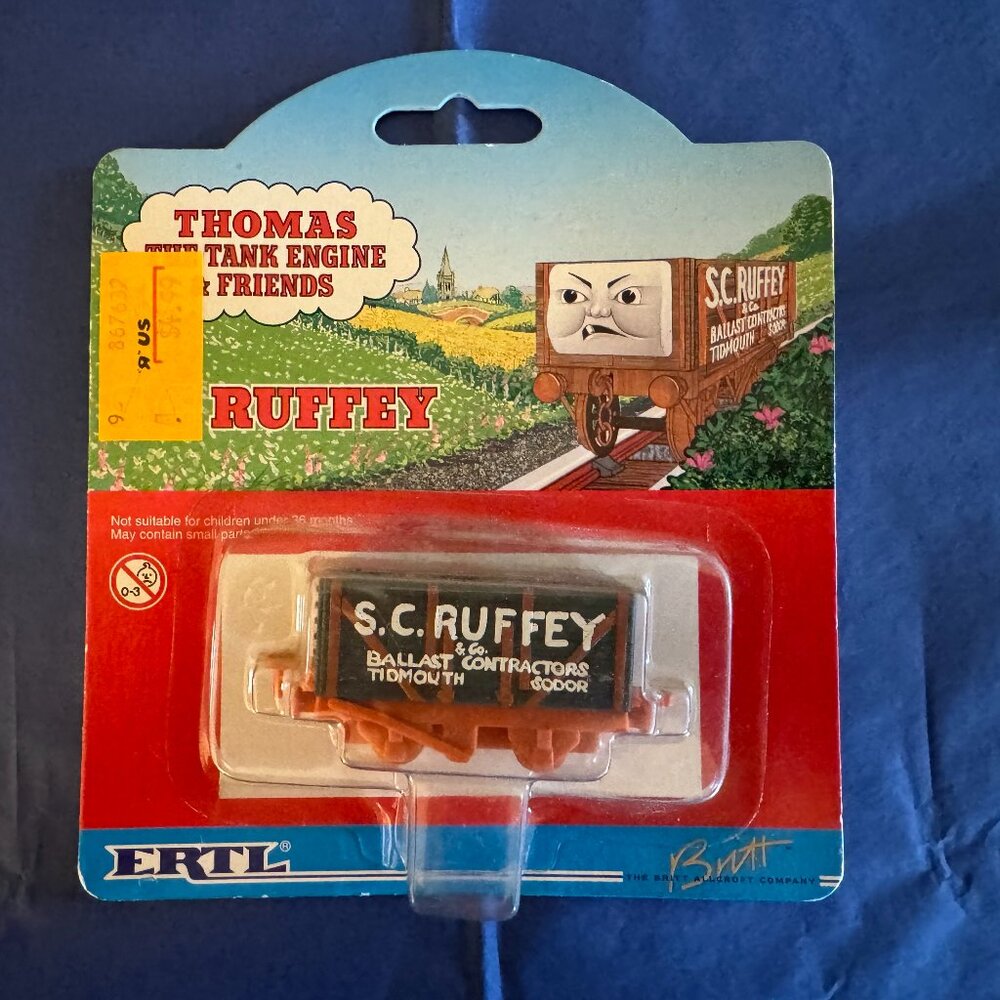 THOMAS
THE TANK ENGINE
& FRIENDS
867639
"R" US
RUFFEY
S.C.RUFFEY
& Co.
BALLAST CONTRACTORS
TIDMOUTH SODOR
Not suitable for children under 36 months
May contain small parts
0-3
S.C.RUFFEY
& Co.
BALLAST CONTRACTORS
TIDMOUTH SODOR
ERTL®
Britt
THE BRITT ALLCROFT COMPANY